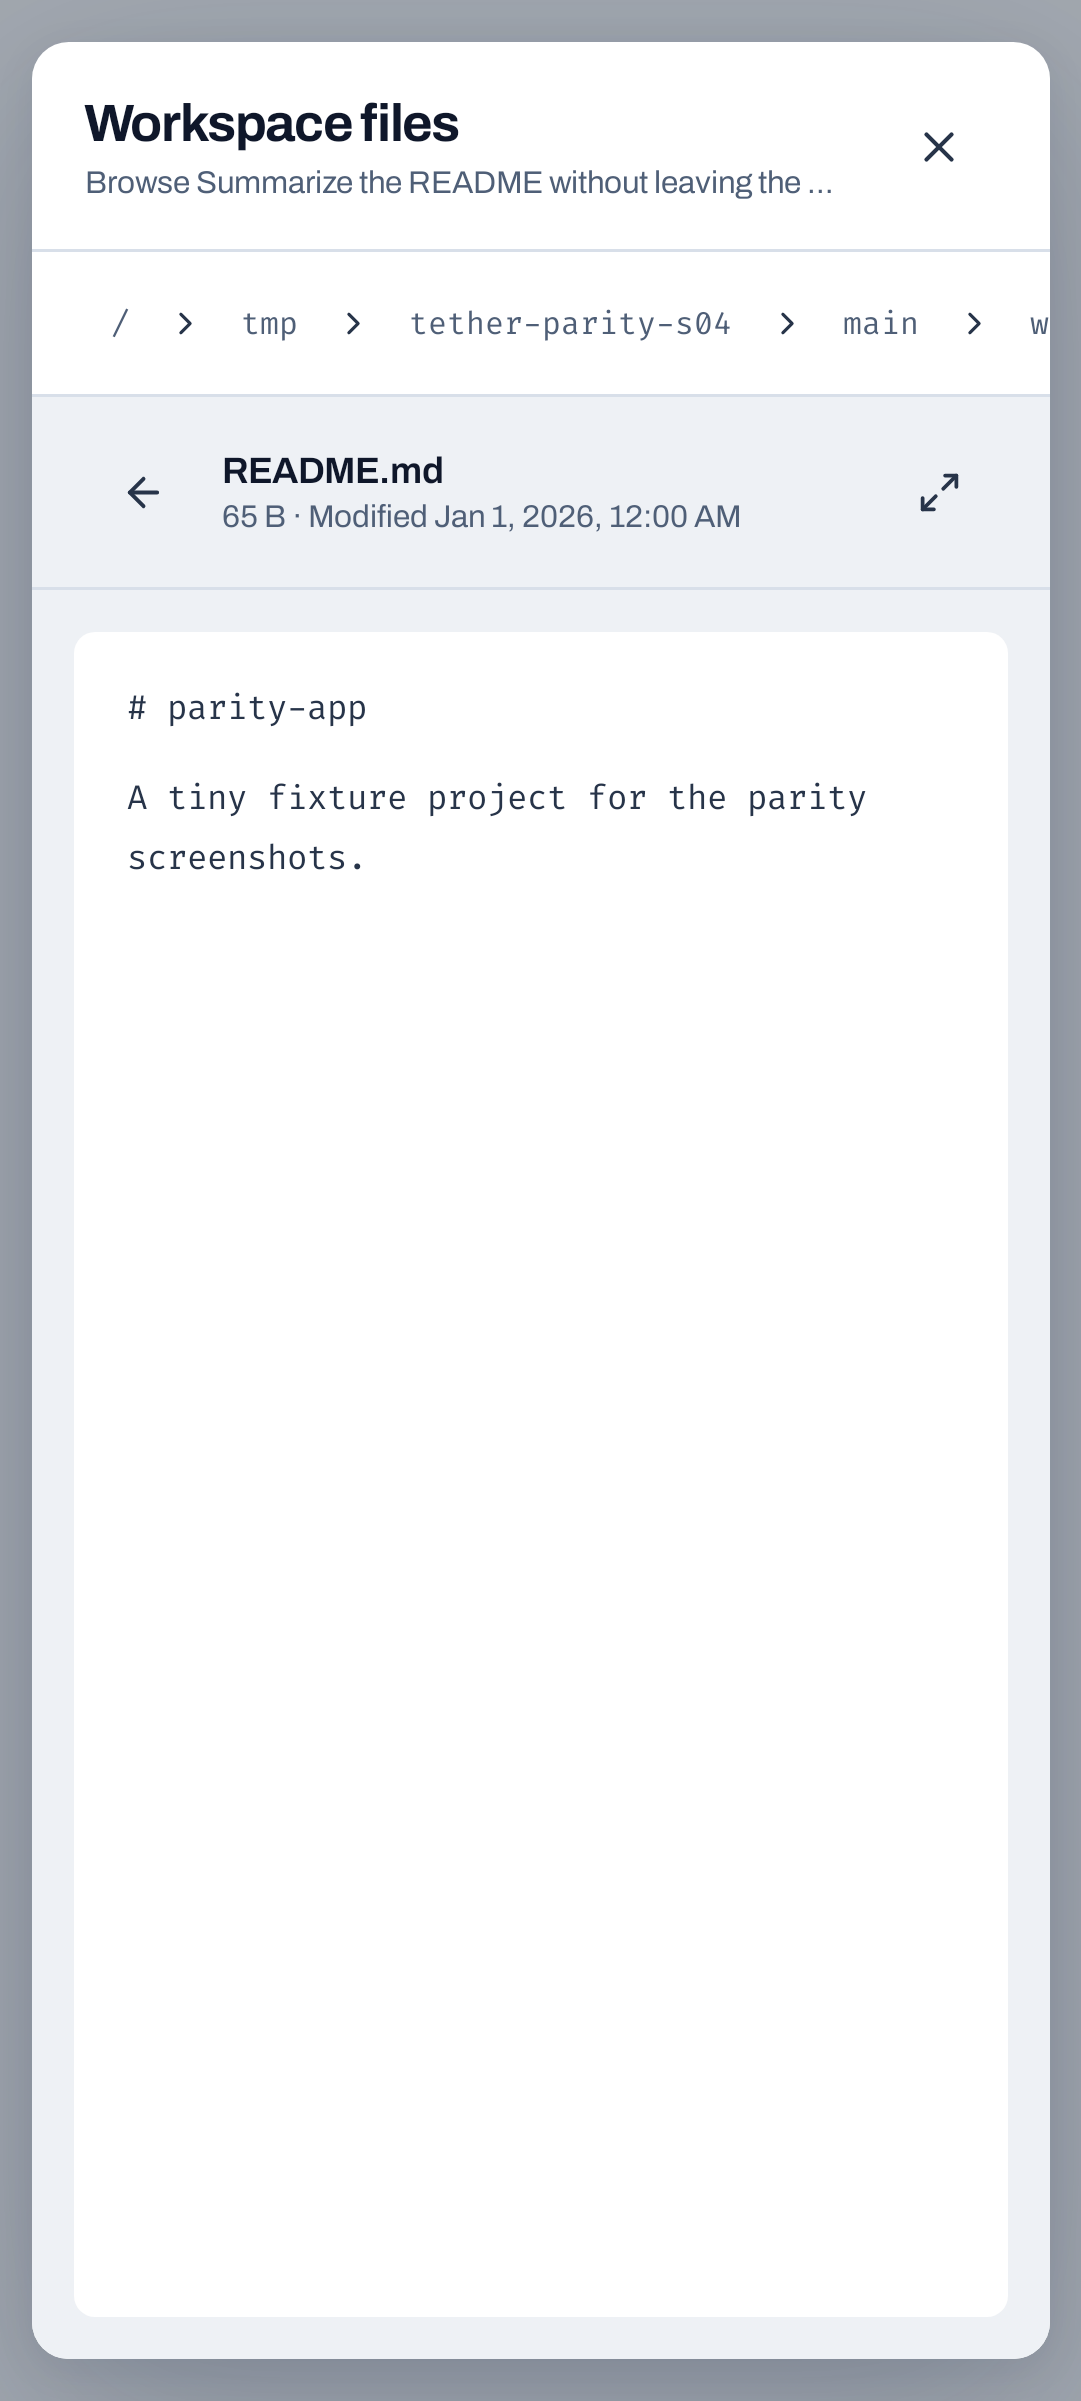 Workspace files
Browse Summarize the README without leaving the ...
/ > tmp > tether-parity-s04 > main > w
README.md
65 B · Modified Jan 1, 2026, 12:00 AM
# parity-app
A tiny fixture project for the parity
screenshots.